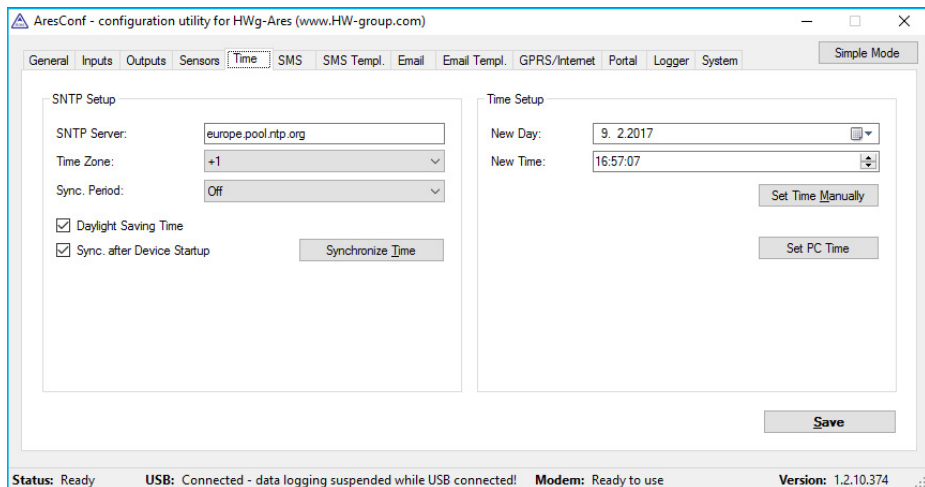 AresConf - configuration utility for HWg-Ares (www.HW-group.com)
Simple Mode
General Inputs Outputs Sensors Time SMS SMS Templ. Email Email Templ. GPRS/Internet Portal Logger System
SNTP Setup
SNTP Server: europe.pool.ntp.org
Time Zone: +1
Sync. Period: Off
Daylight Saving Time
Sync. after Device Startup
Synchronize Time
Time Setup
New Day: 9. 2.2017
New Time: 16:57:07
Set Time Manually
Set PC Time
Save
Status: Ready USB: Connected - data logging suspended while USB connected! Modem: Ready to use Version: 1.2.10.374